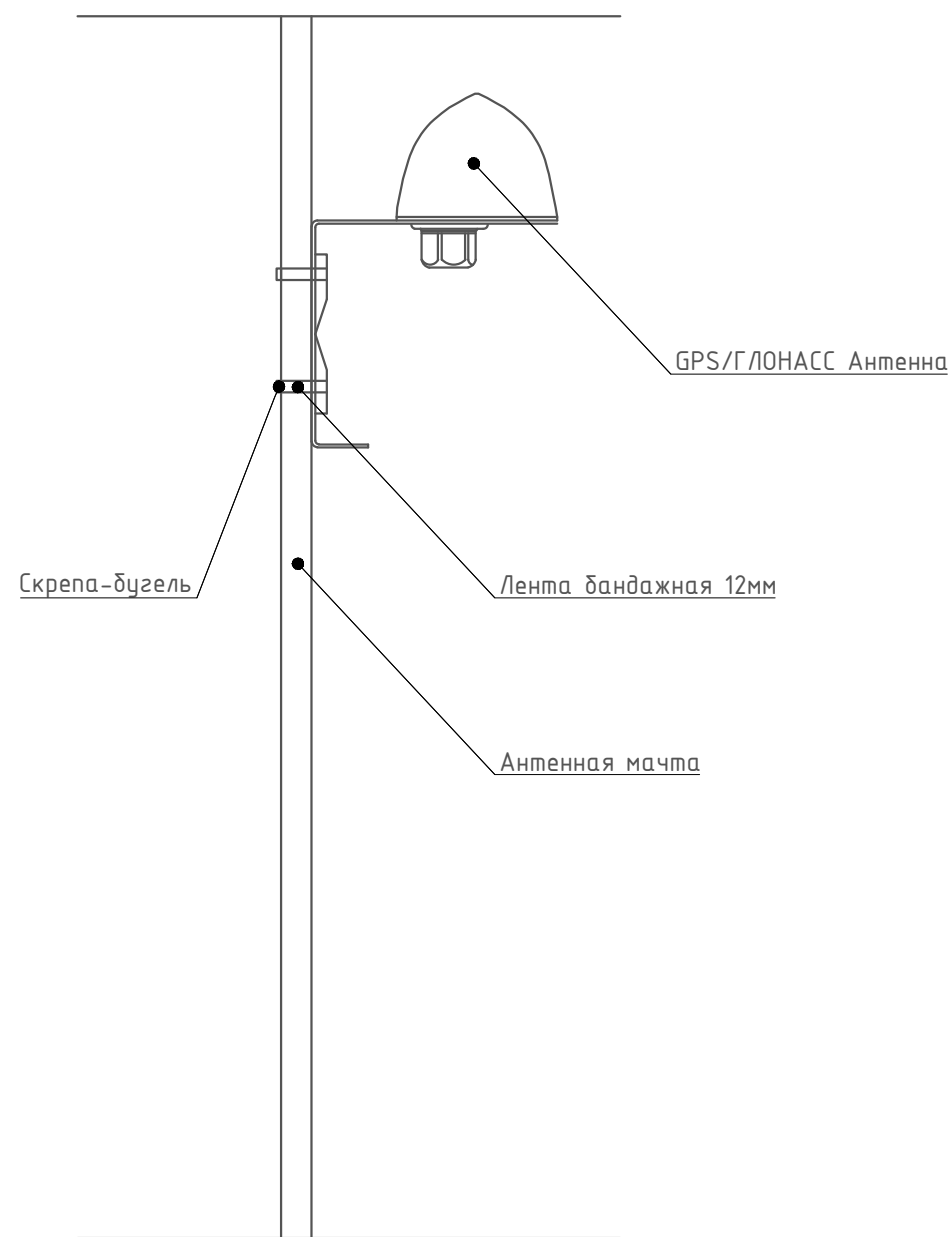 GPS/ГЛОНАСС Антенна
Скрепа-бугель
Лента бандажная 12мм
Антенная мачта